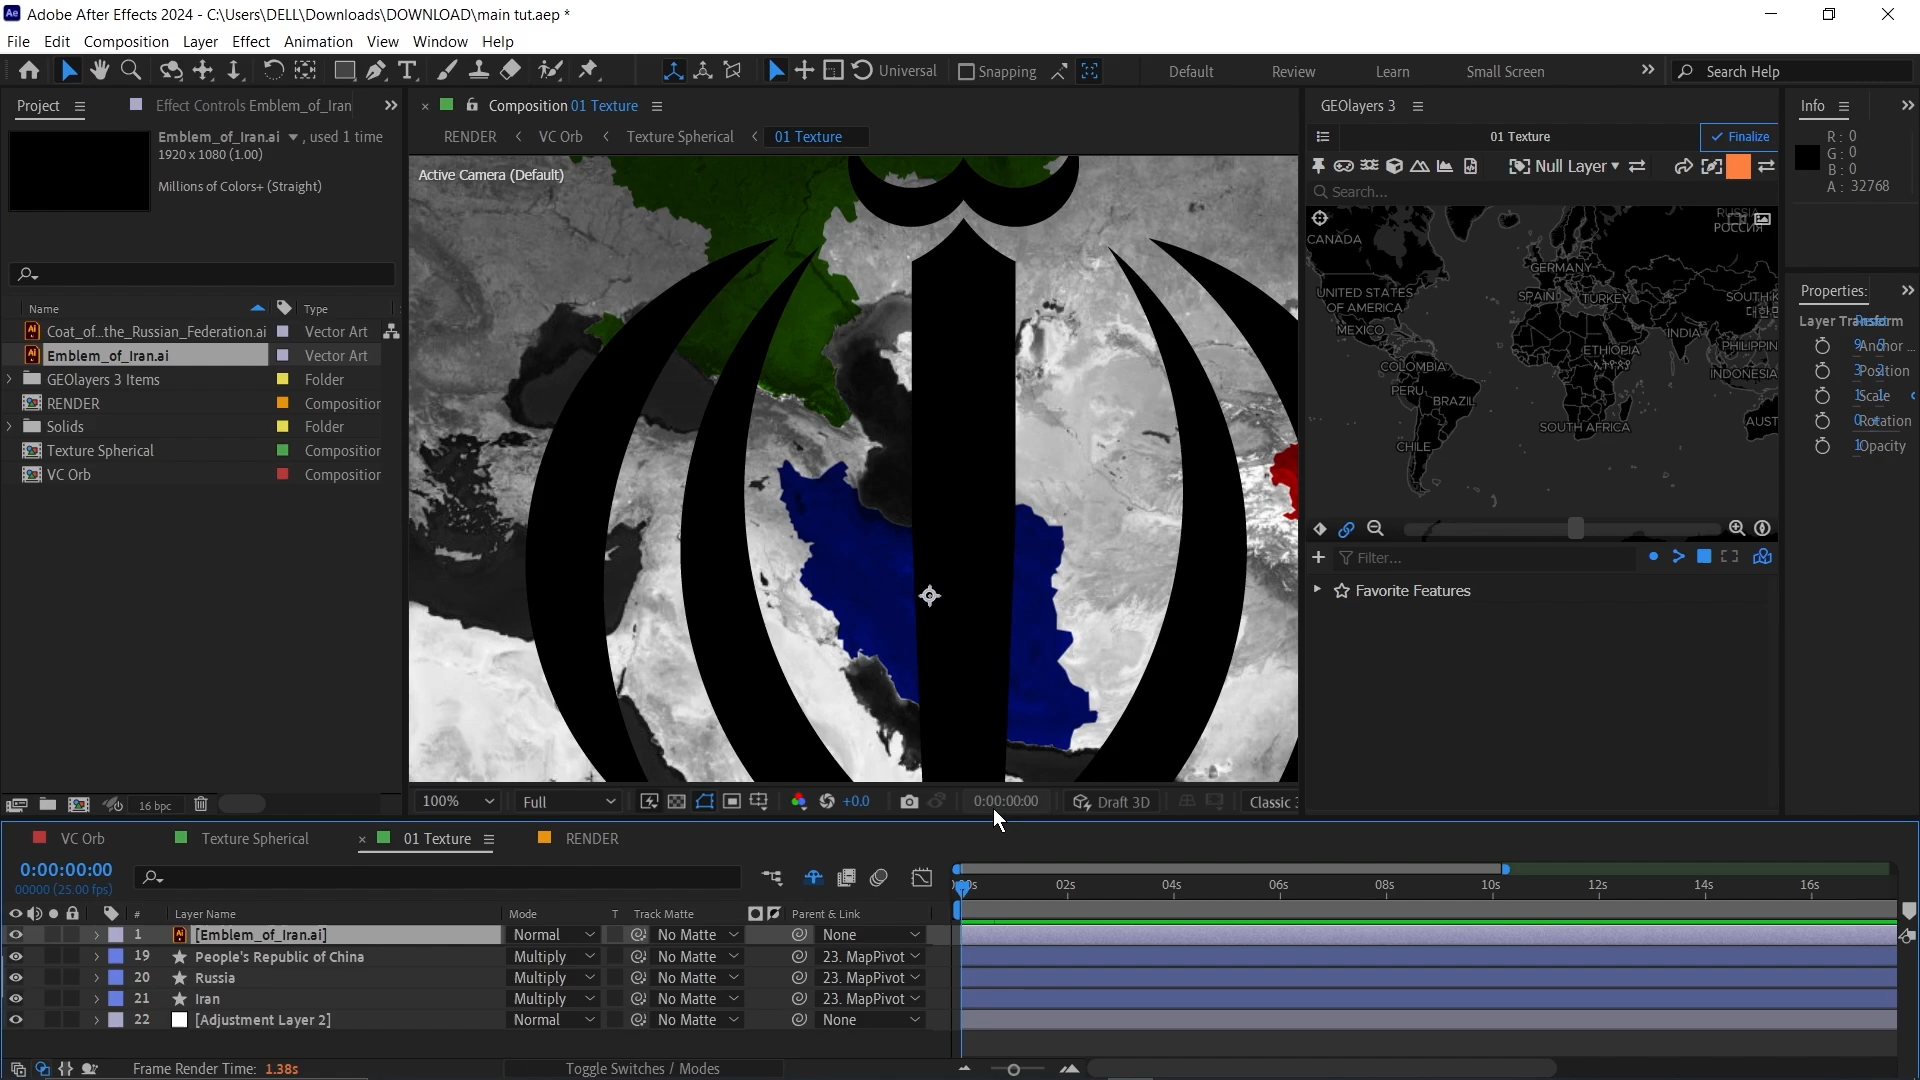 Adobe After Effects 2024 - C:\Users\DELL\Downloads\DOWNLOAD\main tut.aep *
File Edit Composition Layer Effect Animation View Window Help
Universal Snapping Default Review Learn Small Screen Search Help
Project Effect Controls Emblem_of_Iran
Composition 01 Texture
GEOlayers 3
Info
Emblem_of_Iran.ai , used 1 time
1920 x 1080 (1.00)
Millions of Colors+ (Straight)
RENDER VC Orb Texture Spherical 01 Texture
01 Texture Finalize
R: 0
G: 0
B: 0
A: 32768
Active Camera (Default)
Null Layer
Search...
Name Type
Coat_of...the_Russian_Federation.ai Vector Art
Emblem_of_Iran.ai Vector Art
GEOlayers 3 Items Folder
RENDER Composition
Solids Folder
Texture Spherical Composition
VC Orb Composition
CANADA
RUSSIA
РОССИЯ
GERMANY
UNITED STATES OF AMERICA
SPAIN
TURKEY
SOUTH K
MEXICO
INDIA
PHILIPPIN
ETHIOPIA
COLOMBIA
INDONESIA
PERU
BRAZIL
AUST
SOUTH AFRICA
CHILE
Properties:
Layer Transform
Anchor ...
Position
Scale
Rotation
Opacity
Filter...
Favorite Features
16 bpc
100% Full +0.0 0:00:00:00 Draft 3D Classic
VC Orb Texture Spherical 01 Texture RENDER
0:00:00:00
00000 (25.00 fps)
02s 04s 06s 08s 10s 12s 14s 16s
# Layer Name Mode T Track Matte Parent & Link
1 [Emblem_of_Iran.ai] Normal No Matte None
19 People's Republic of China Multiply No Matte 23. MapPivot
20 Russia Multiply No Matte 23. MapPivot
21 Iran Multiply No Matte 23. MapPivot
22 [Adjustment Layer 2] Normal No Matte None
Frame Render Time: 1.38s Toggle Switches / Modes